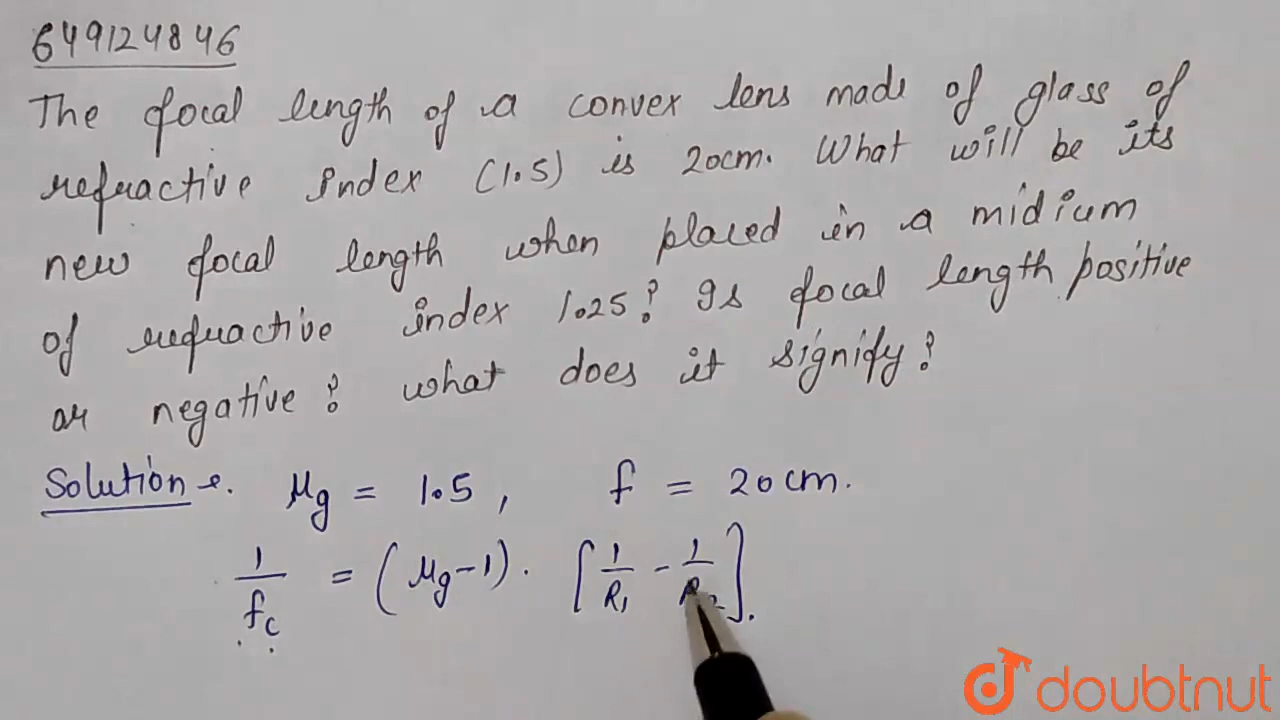 649124846
The focal length of a convex lens made of glass of
refractive index (1.5) is 20cm. What will be its
new focal length when placed in a midium
of refractive index 1.25? Is focal length positive
or negative? what does it signify?
Solution :- μg = 1.5, f = 20 cm.
1/fc = (μg-1). [1/R1 - 1/R2].
doubtnut